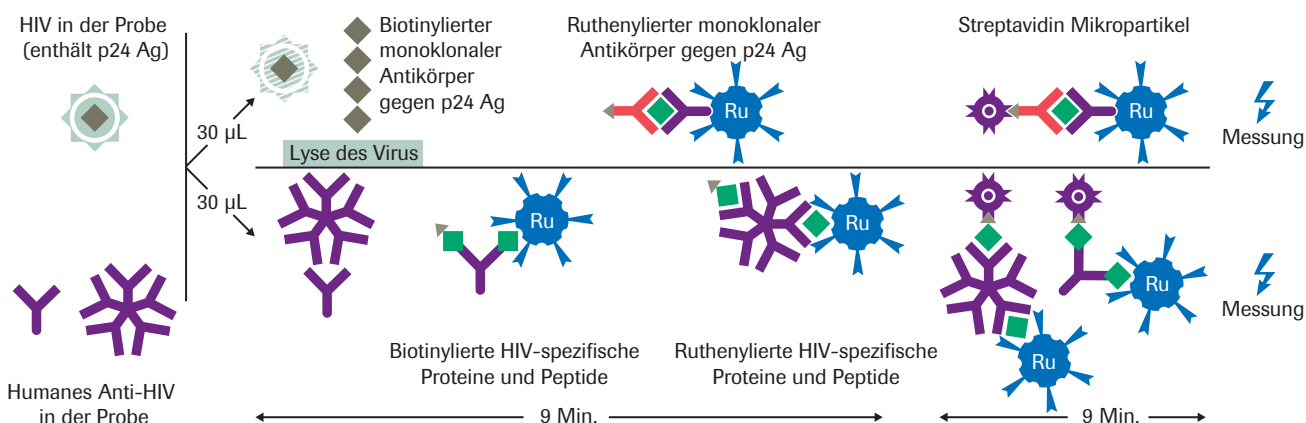 HIV in der Probe
(enthält p24 Ag)
Biotinylierter
monoklonaler
Antikörper
gegen p24 Ag
Ruthenylierter monoklonaler
Antikörper gegen p24 Ag
Streptavidin Mikropartikel
30 µL
Ru
Ru
Messung
Lyse des Virus
30 µL
Ru
Ru
Ru
Messung
Ru
Biotinylierte HIV-spezifische
Proteine und Peptide
Ruthenylierte HIV-spezifische
Proteine und Peptide
Humanes Anti-HIV
in der Probe
9 Min.
9 Min.